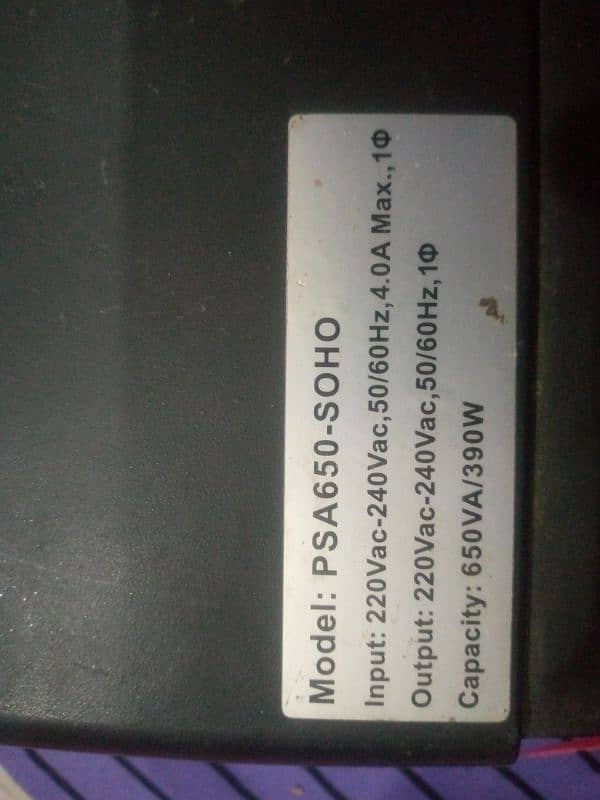 Model: PSA650-SOHO
Input: 220Vac-240Vac,50/60Hz,4.0A Max.,1Φ
Output: 220Vac-240Vac,50/60Hz,1Φ
Capacity: 650VA/390W